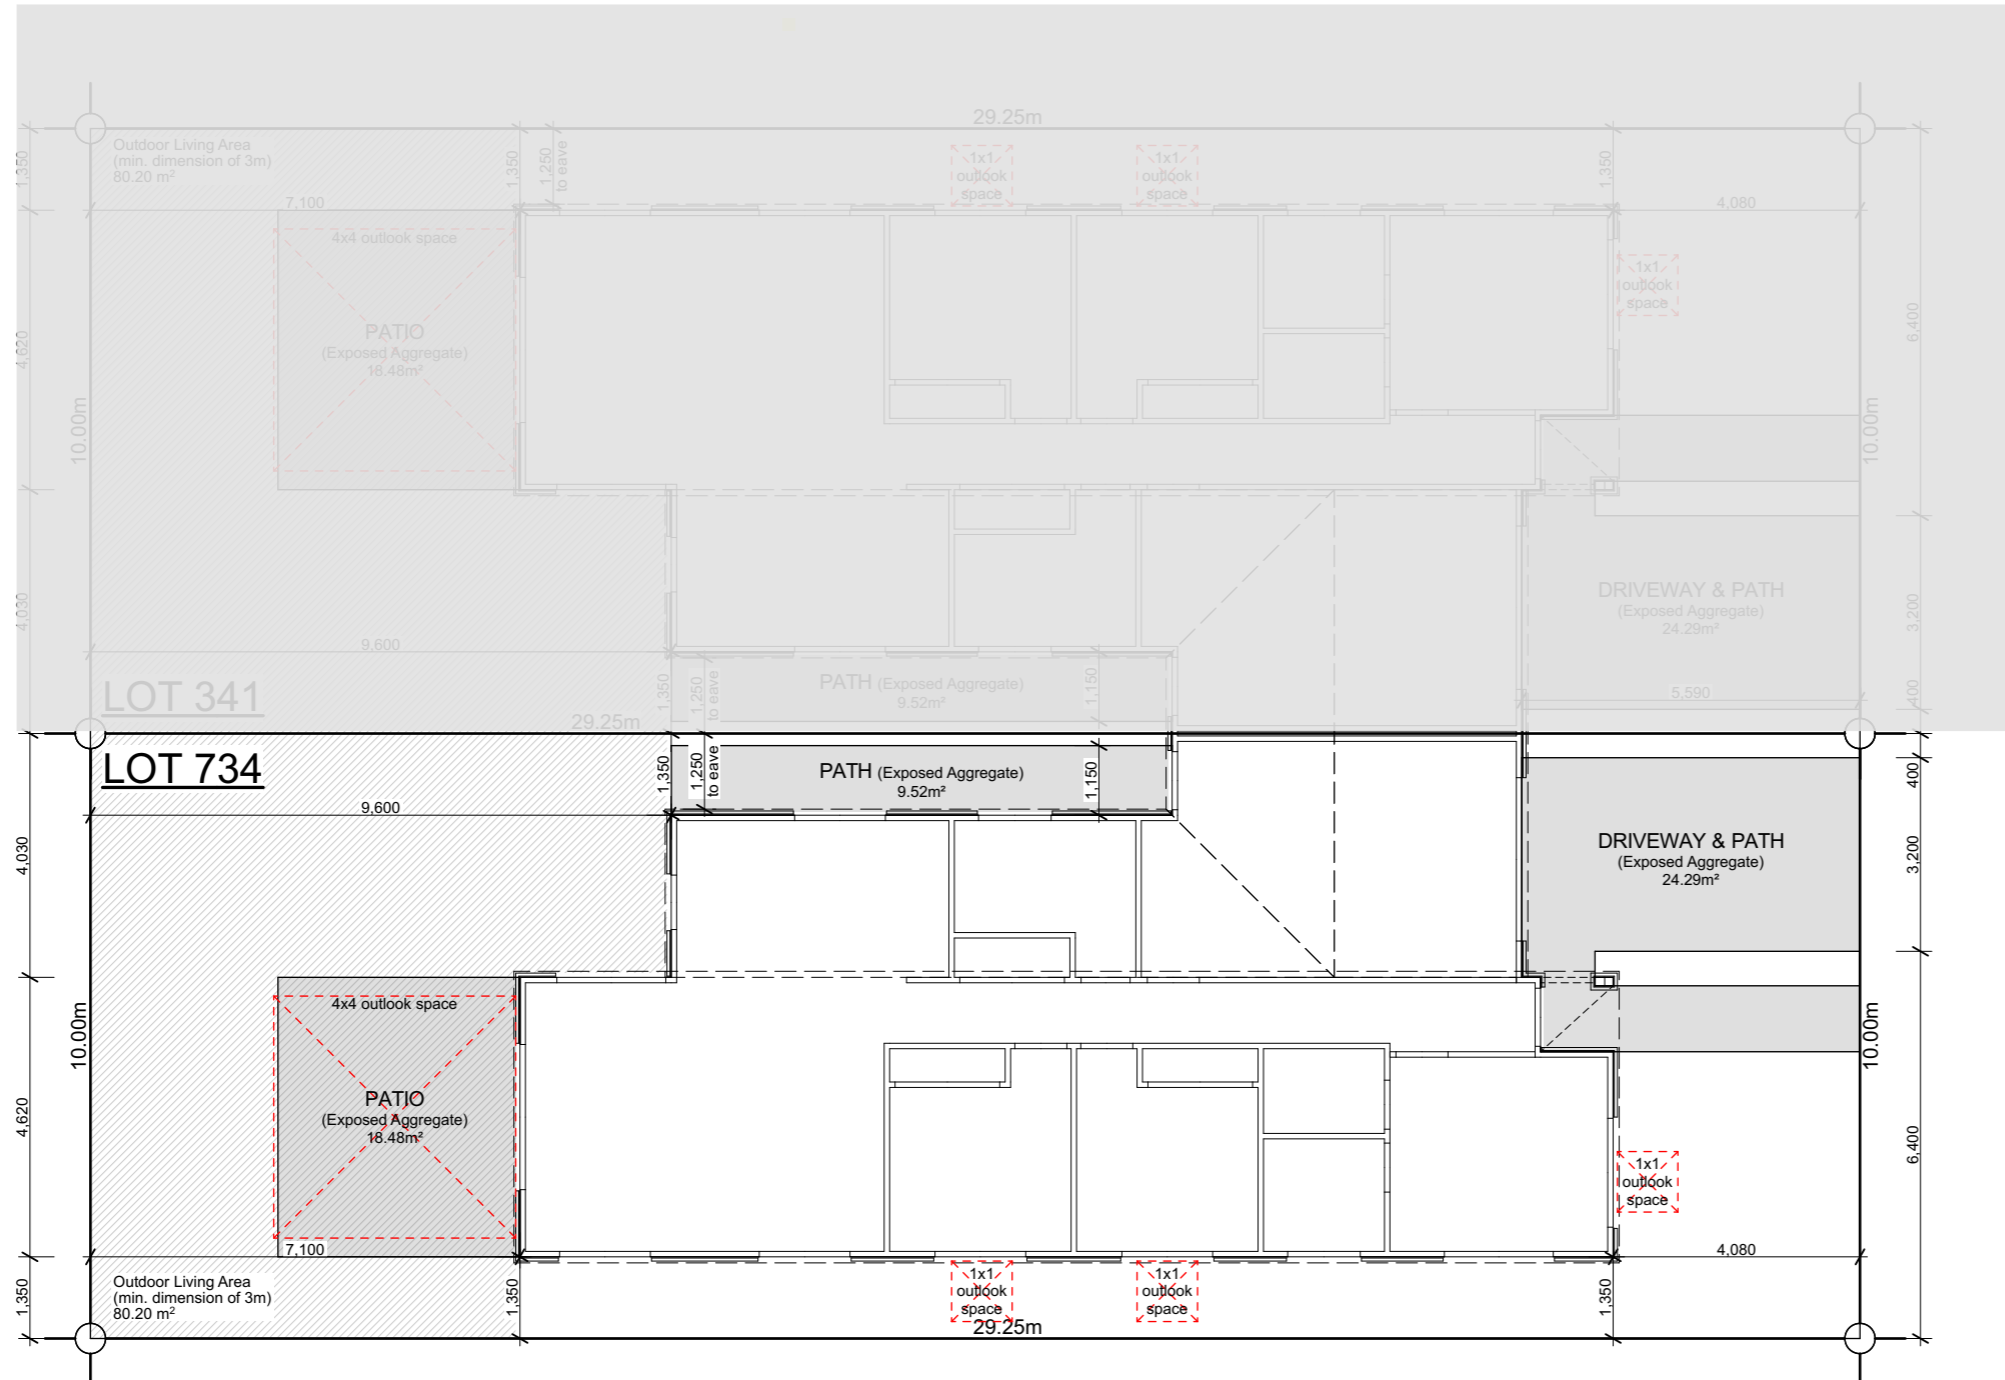 29.25m
Outdoor Living Area
(min. dimension of 3m)
80.20 m²
1,350
1,350
1,250
to eave
1x1
outlook
space
1x1
outlook
space
1,350
7,100
4,080
4x4 outlook space
1x1
outlook
space
PATIO
(Exposed Aggregate)
18.48m²
4,620
6,400
10.00m
10.00m
DRIVEWAY & PATH
(Exposed Aggregate)
24.29m²
4,030
3,200
9,600
LOT 341
1,350
1,250
to eave
PATH (Exposed Aggregate)
9.52m²
1,150
5,590
400
29.25m
LOT 734
1,350
1,250
to eave
PATH (Exposed Aggregate)
9.52m²
1,150
400
9,600
4,030
DRIVEWAY & PATH
(Exposed Aggregate)
24.29m²
3,200
4x4 outlook space
10.00m
10.00m
PATIO
(Exposed Aggregate)
18.48m²
4,620
6,400
1x1
outlook
space
7,100
4,080
Outdoor Living Area
(min. dimension of 3m)
80.20 m²
1,350
1,350
1x1
outlook
space
1x1
outlook
space
1,350
29.25m